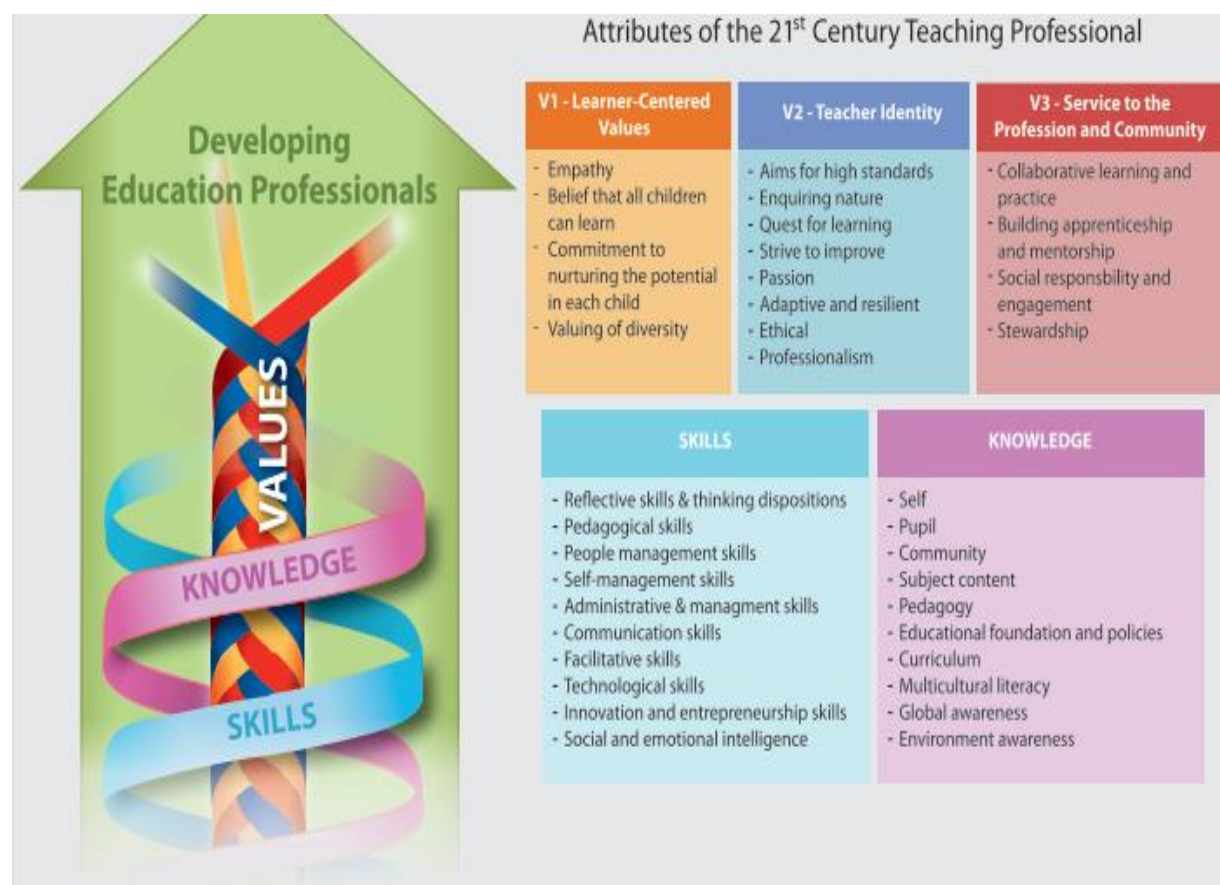 Attributes of the 21st Century Teaching Professional
Developing
Education Professionals
VALUES
KNOWLEDGE
SKILLS
V1 - Learner-Centered
Values
- Empathy
- Belief that all children
can learn
- Commitment to
nurturing the potential
in each child
- Valuing of diversity
V2 - Teacher Identity
- Aims for high standards
- Enquiring nature
- Quest for learning
- Strive to improve
- Passion
- Adaptive and resilient
- Ethical
- Professionalism
V3 - Service to the
Profession and Community
- Collaborative learning and
practice
- Building apprenticeship
and mentorship
- Social responsbility and
engagement
- Stewardship
SKILLS
- Reflective skills & thinking dispositions
- Pedagogical skills
- People management skills
- Self-management skills
- Administrative & managment skills
- Communication skills
- Facilitative skills
- Technological skills
- Innovation and entrepreneurship skills
- Social and emotional intelligence
KNOWLEDGE
- Self
- Pupil
- Community
- Subject content
- Pedagogy
- Educational foundation and policies
- Curriculum
- Multicultural literacy
- Global awareness
- Environment awareness